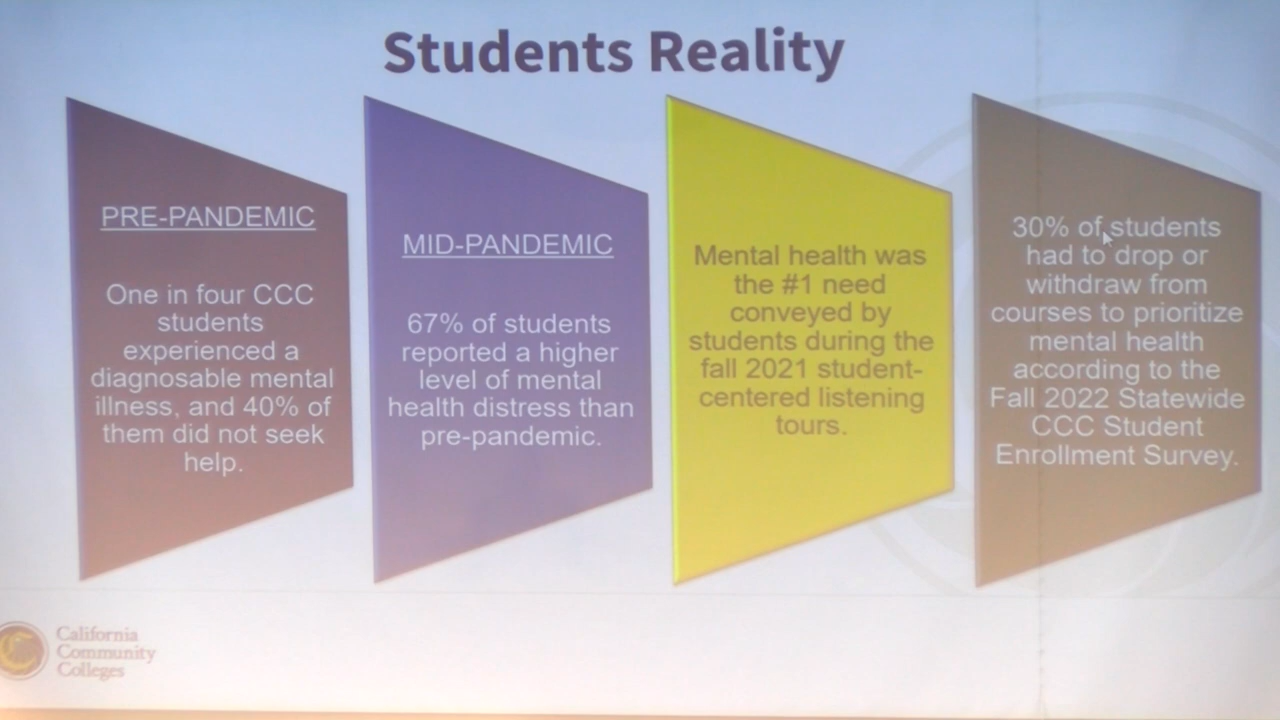 Students Reality
PRE-PANDEMIC
One in four CCC
students
experienced a
diagnosable mental
illness, and 40% of
them did not seek
help.
MID-PANDEMIC
67% of students
reported a higher
level of mental
health distress than
pre-pandemic.
Mental health was
the #1 need
conveyed by
students during the
fall 2021 student-
centered listening
tours.
30% of students
had to drop or
withdraw from
courses to prioritize
mental health
according to the
Fall 2022 Statewide
CCC Student
Enrollment Survey.
California
Community
Colleges